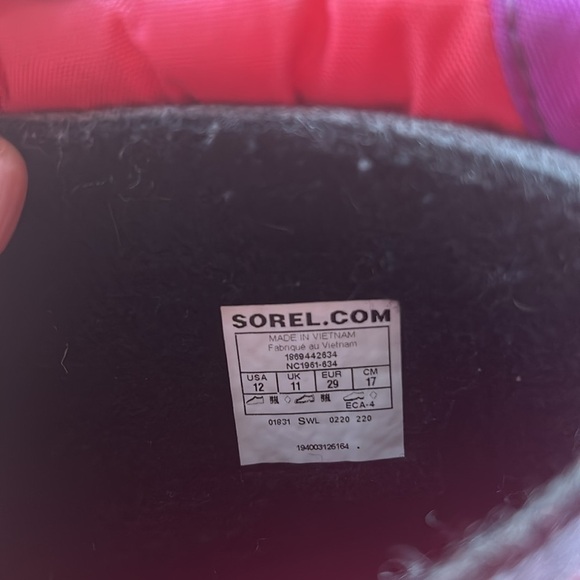 SOREL.COM
MADE IN VIETNAM
Fabriqué au Vietnam
1869442634
NC1961-634
USA UK EUR CM
12 11 29 17
ECA-4
01831 SWL 0220 220
194003126164